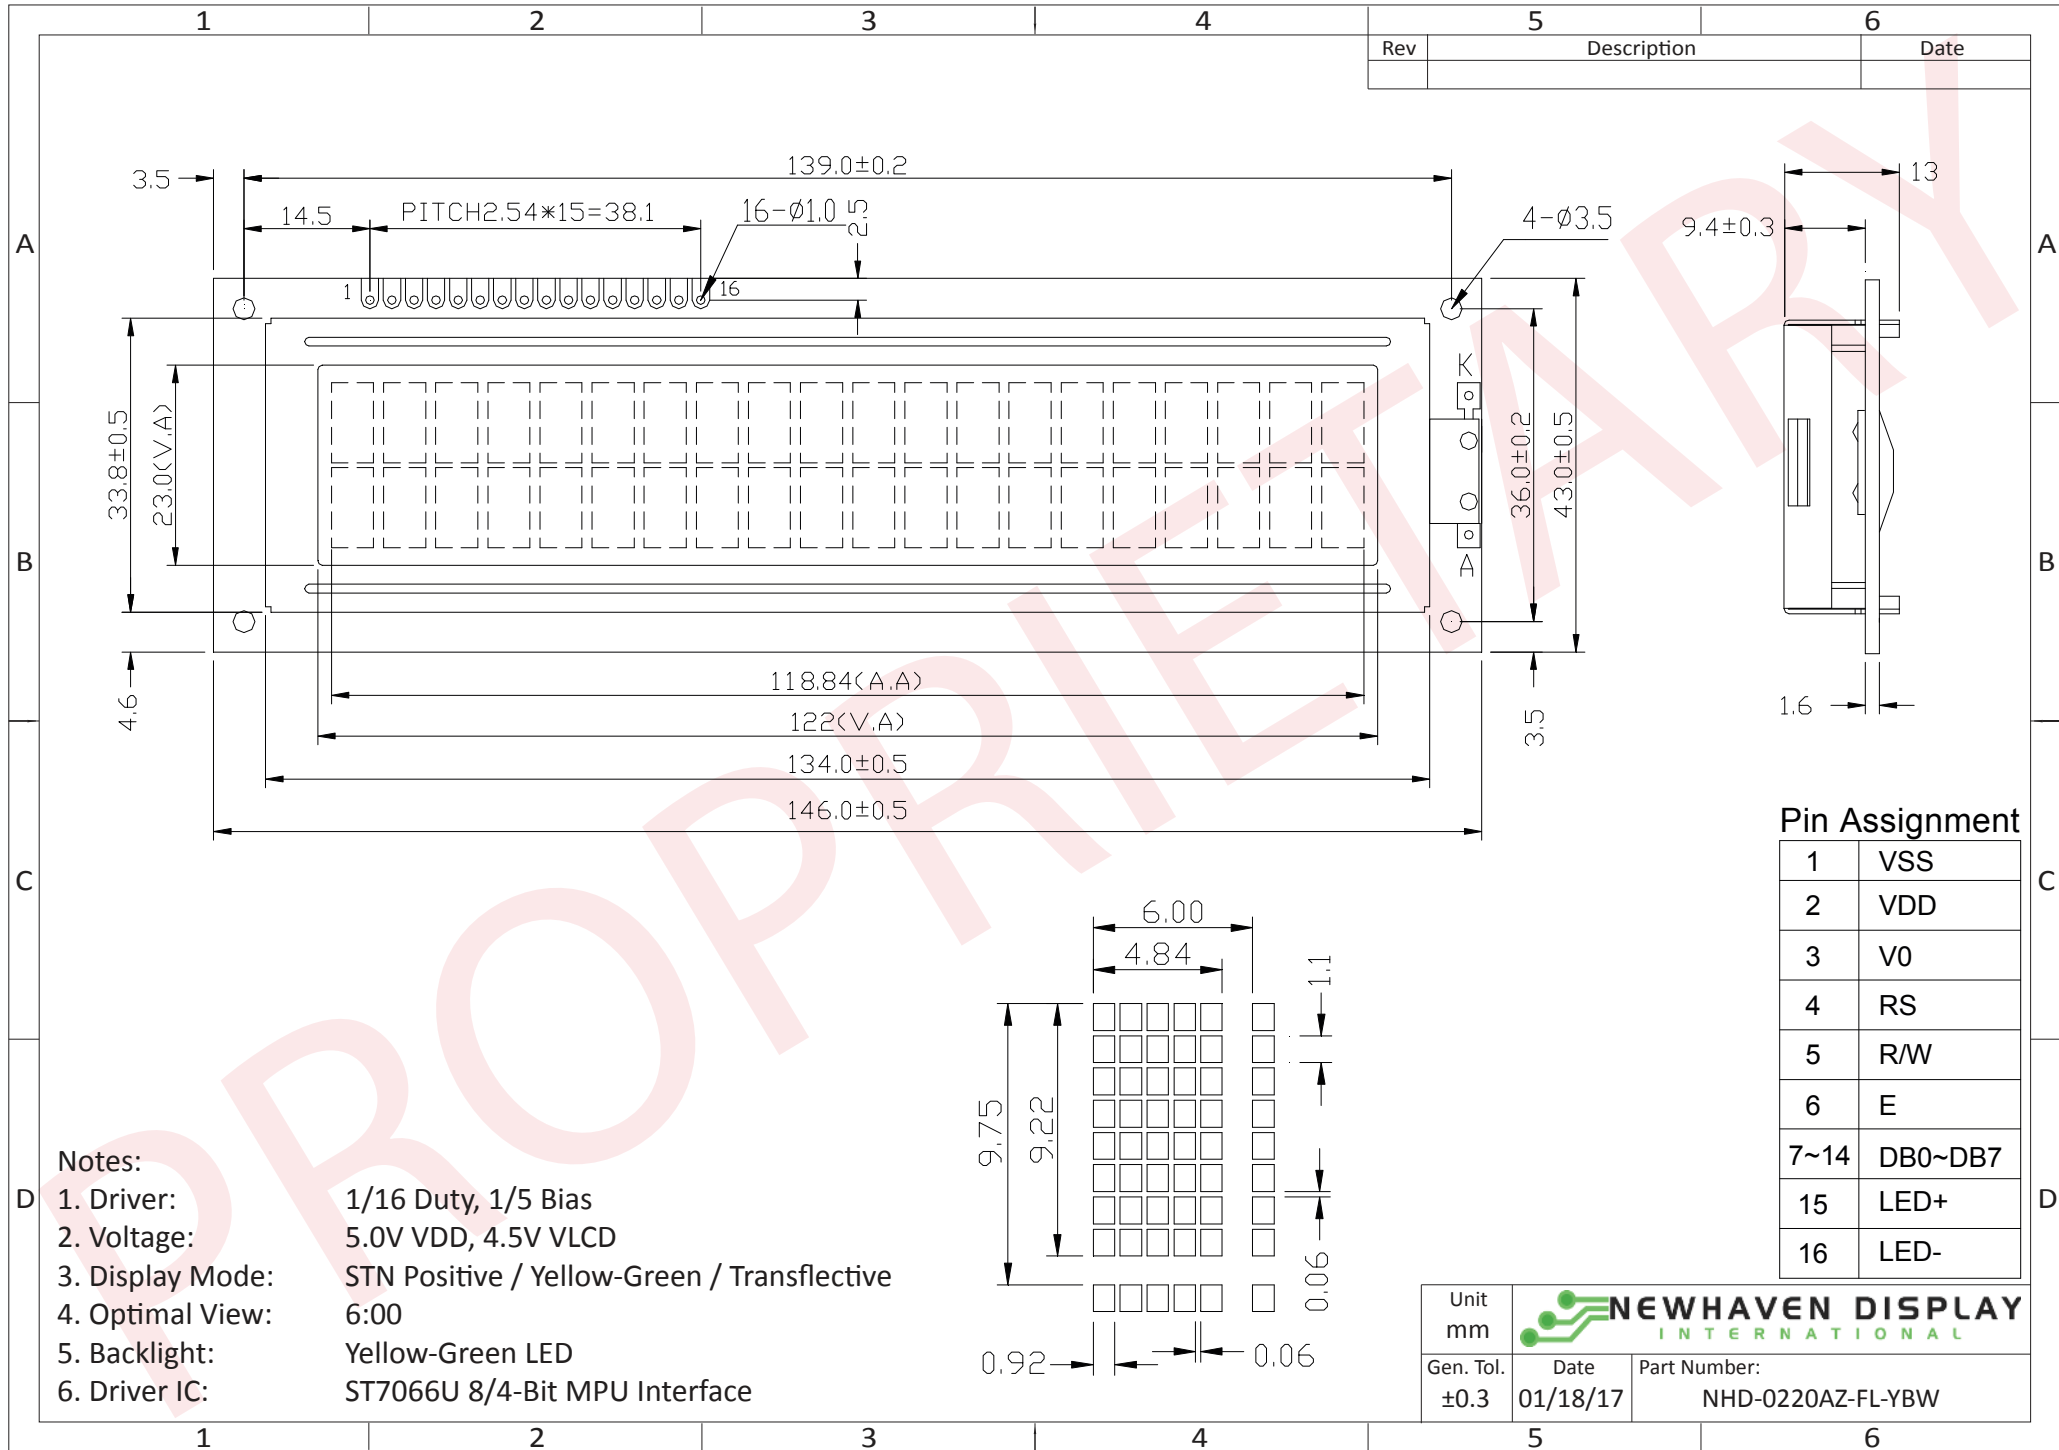 1 2 3 4 5 6
Rev Description Date
A A
B B
C C
D D
3.5
139.0±0.2
14.5
PITCH2.54*15=38.1
16-Ø1.0
2.5
4-Ø3.5
1
16
13
9.4±0.3
K
A
33.8±0.5
23.0(V.A)
36.0±0.2
43.0±0.5
4.6
3.5
1.6
118.84(A.A)
122(V.A)
134.0±0.5
146.0±0.5
PROPRIETARY
6.00
4.84
1.1
9.75
9.22
0.06
0.92
0.06
Pin Assignment
1 VSS
2 VDD
3 V0
4 RS
5 R/W
6 E
7~14 DB0~DB7
15 LED+
16 LED-
Notes:
1. Driver: 1/16 Duty, 1/5 Bias
2. Voltage: 5.0V VDD, 4.5V VLCD
3. Display Mode: STN Positive / Yellow-Green / Transflective
4. Optimal View: 6:00
5. Backlight: Yellow-Green LED
6. Driver IC: ST7066U 8/4-Bit MPU Interface
Unit
mm
NEWHAVEN DISPLAY
INTERNATIONAL
Gen. Tol.
±0.3
Date
01/18/17
Part Number:
NHD-0220AZ-FL-YBW
1 2 3 4 5 6